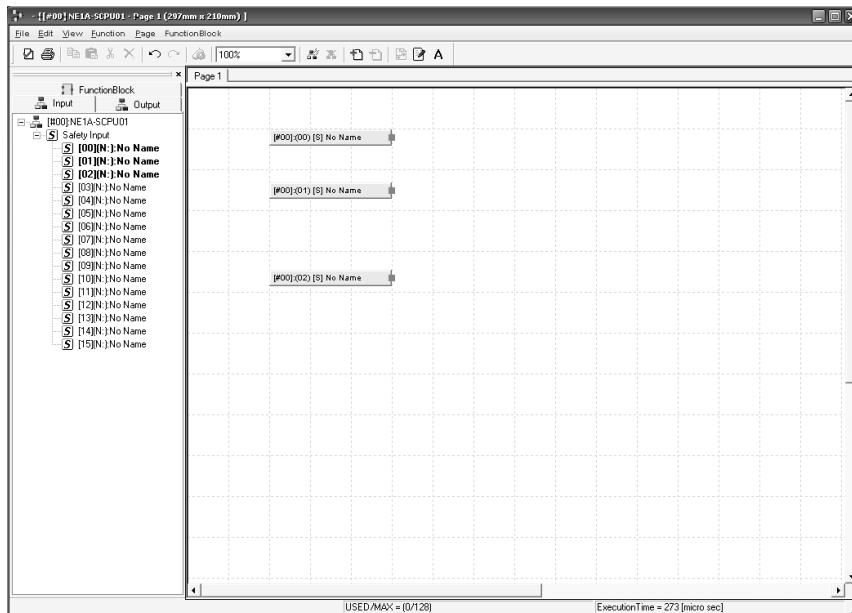 - [[#00] NE1A-SCPU01 - Page 1 (297mm x 210mm) ]
File Edit View Function Page FunctionBlock
100%
A
Page 1
FunctionBlock
Input
Output
[#00]:NE1A-SCPU01
Safety Input
S [00](N:):No Name
S [01](N:):No Name
S [02](N:):No Name
S [03](N:):No Name
S [04](N:):No Name
S [05](N:):No Name
S [06](N:):No Name
S [07](N:):No Name
S [08](N:):No Name
S [09](N:):No Name
S [10](N:):No Name
S [11](N:):No Name
S [12](N:):No Name
S [13](N:):No Name
S [14](N:):No Name
S [15](N:):No Name
[#00]:(00) [S] No Name
[#00]:(01) [S] No Name
[#00]:(02) [S] No Name
USED/MAX = (0/128)
ExecutionTime = 273 [micro sec]